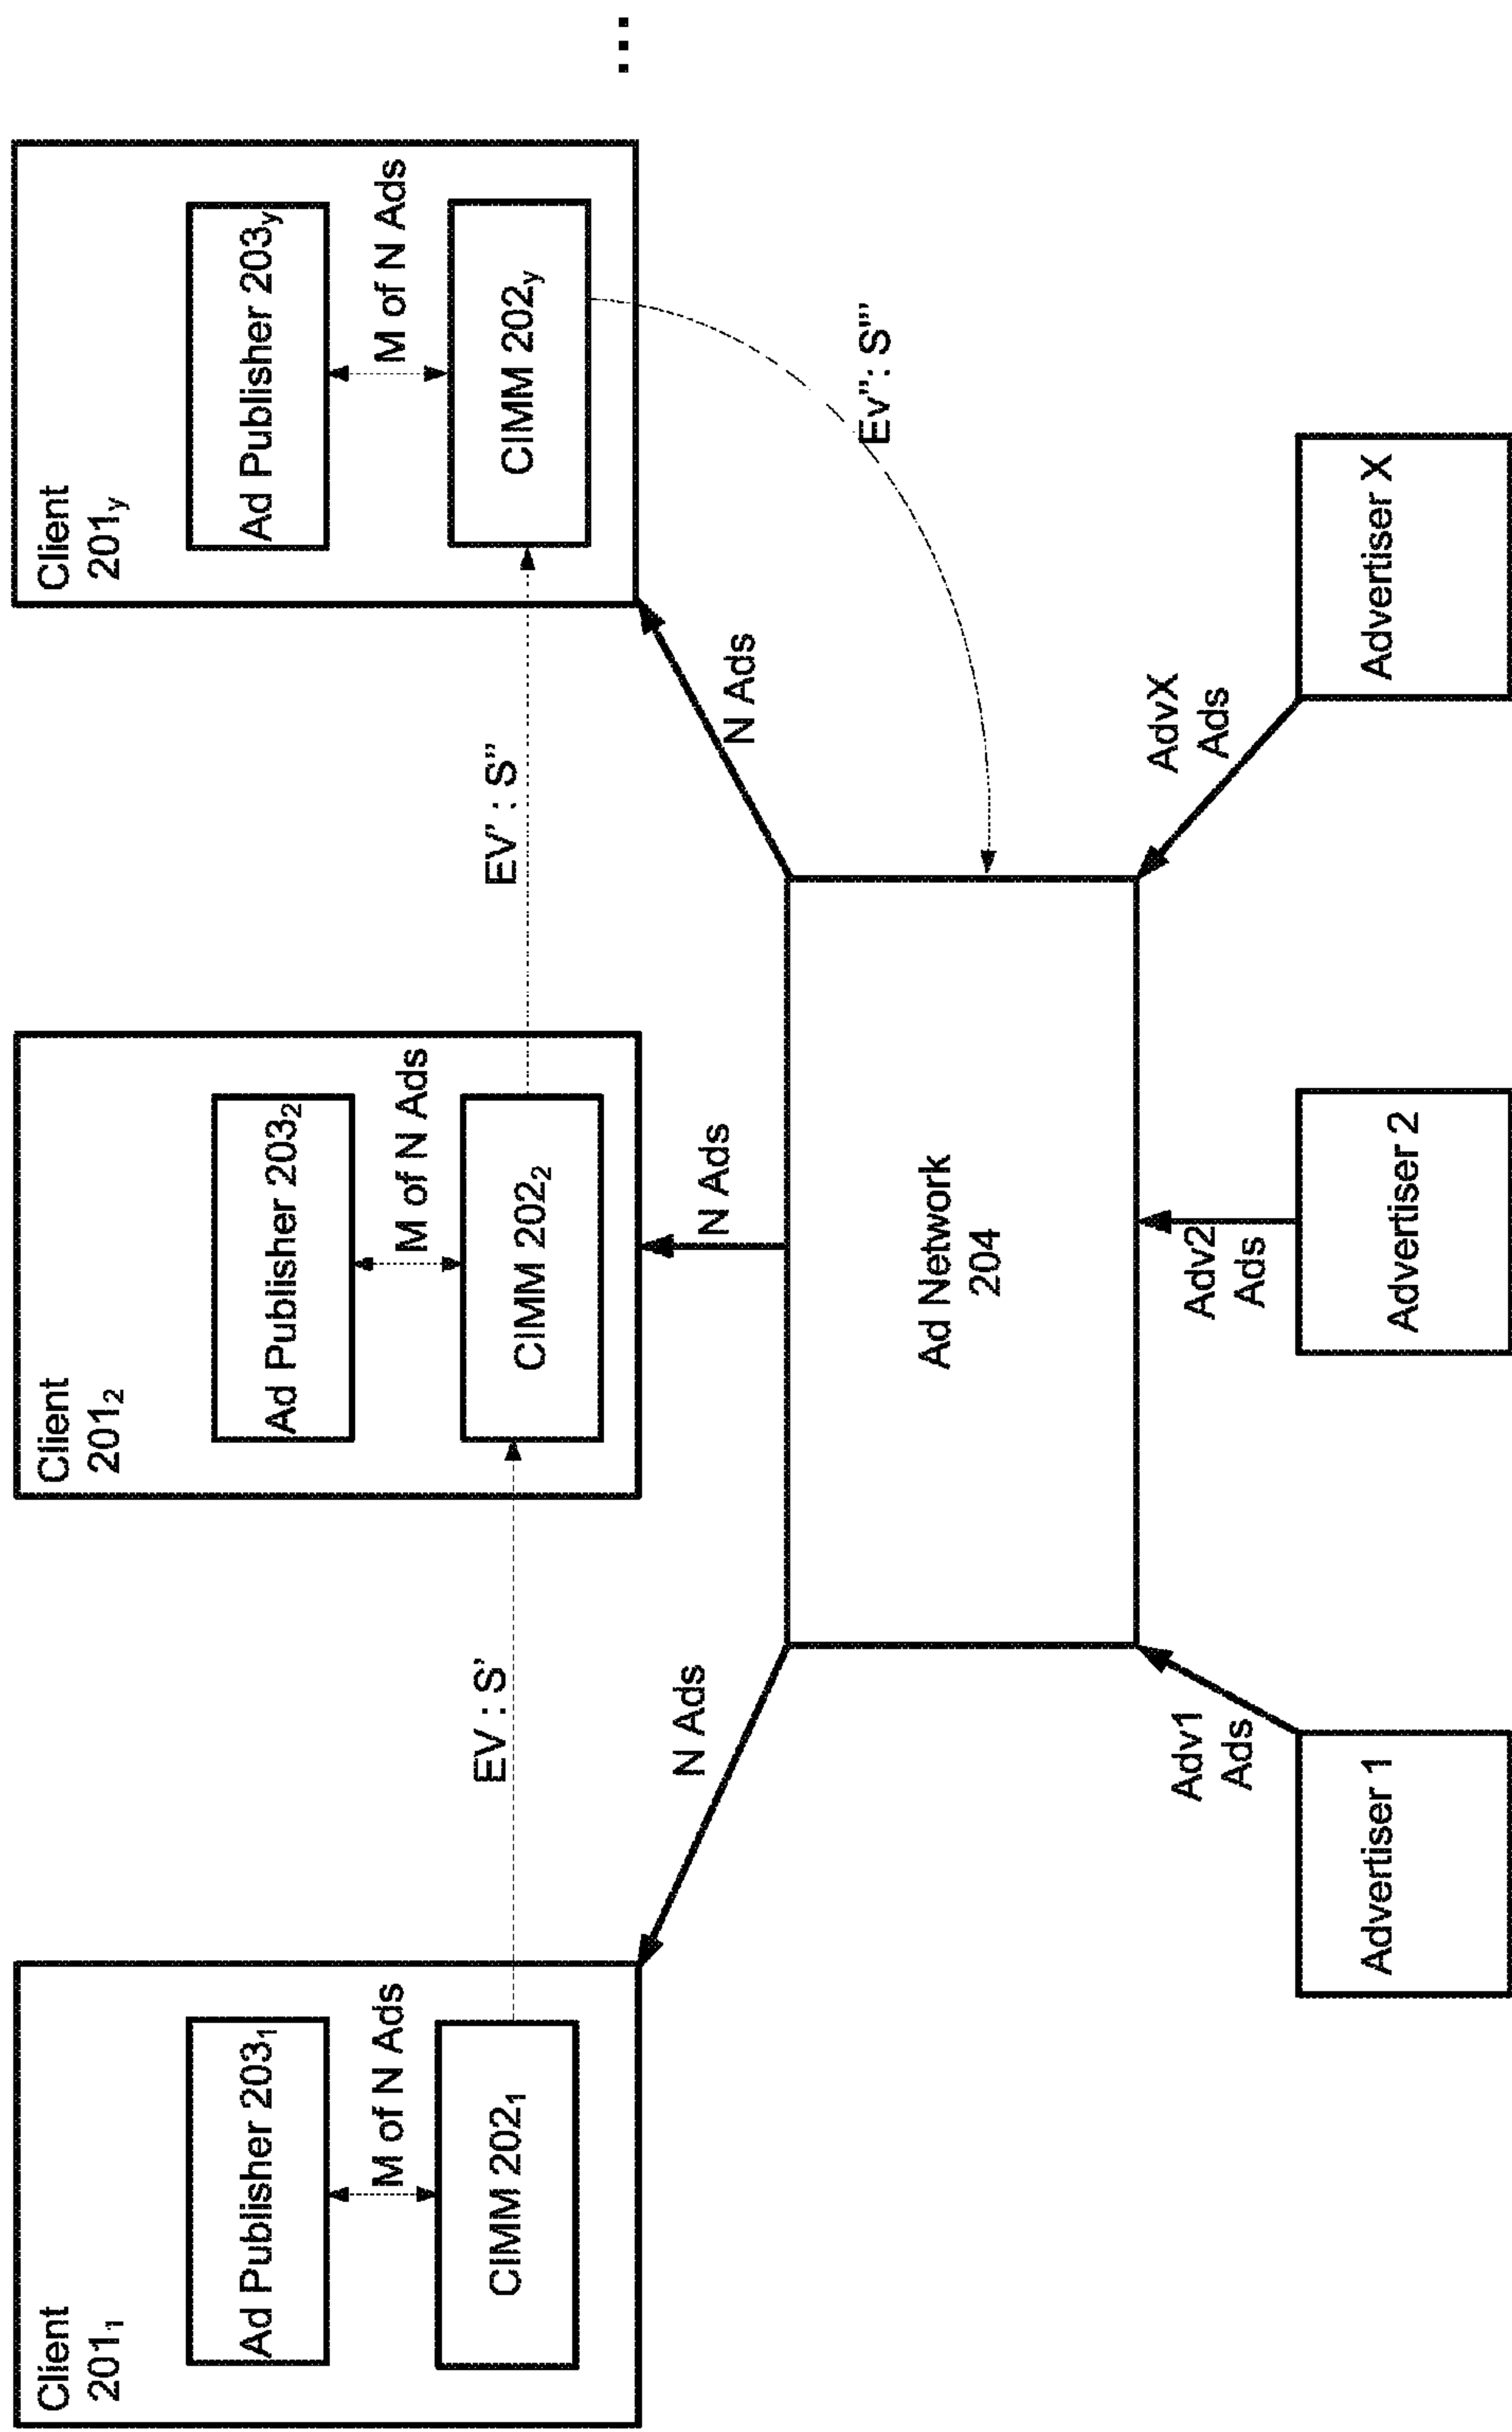 Client
201₁
Ad Publisher 203₁
M of N Ads
CIMM 202₁
EV : S'
Client
201₂
Ad Publisher 203₂
M of N Ads
CIMM 202₂
EV' : S''
Client
201y
Ad Publisher 203y
M of N Ads
CIMM 202y
...
N Ads
N Ads
N Ads
Ev'': S'''
Ad Network
204
Adv1
Ads
Adv2
Ads
AdvX
Ads
Advertiser 1
Advertiser 2
Advertiser X